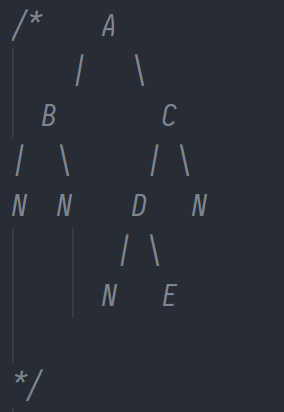 /*    A
    /   \
  B       C
/  \     / \
N  N    D   N
       / \
      N   E
*/